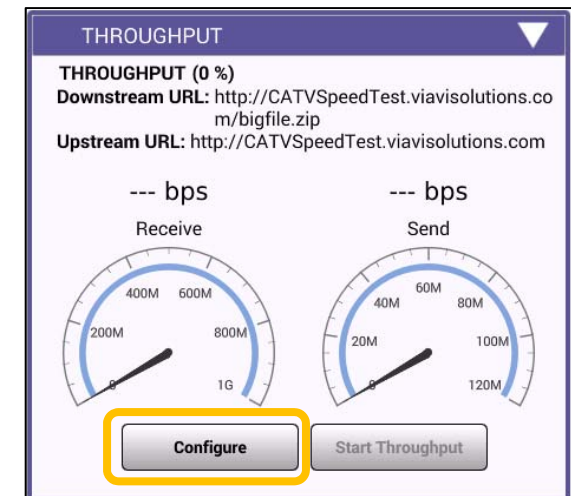 THROUGHPUT
THROUGHPUT (0 %)
Downstream URL: http://CATVSpeedTest.viavisolutions.co
m/bigfile.zip
Upstream URL: http://CATVSpeedTest.viavisolutions.com
--- bps --- bps
Receive Send
400M 600M
200M 800M
0 1G
60M
40M 80M
20M 100M
0 120M
Configure Start Throughput